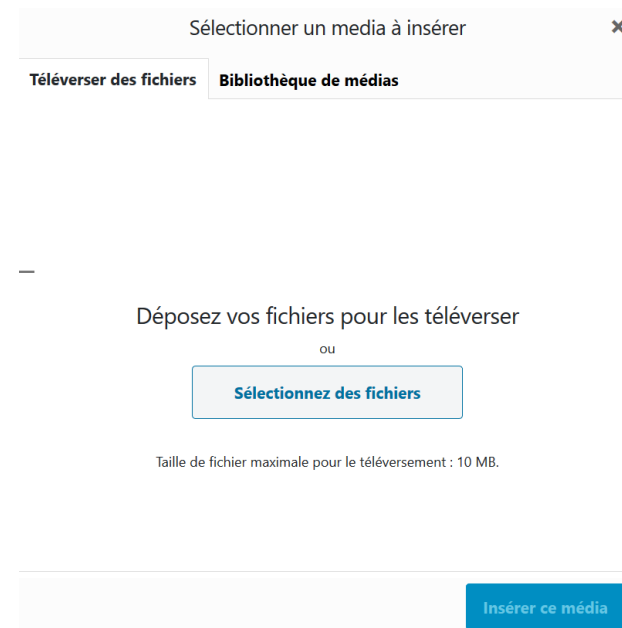 Sélectionner un media à insérer
Téléverser des fichiers
Bibliothèque de médias
Déposez vos fichiers pour les téléverser
ou
Sélectionnez des fichiers
Taille de fichier maximale pour le téléversement : 10 MB.
Insérer ce média